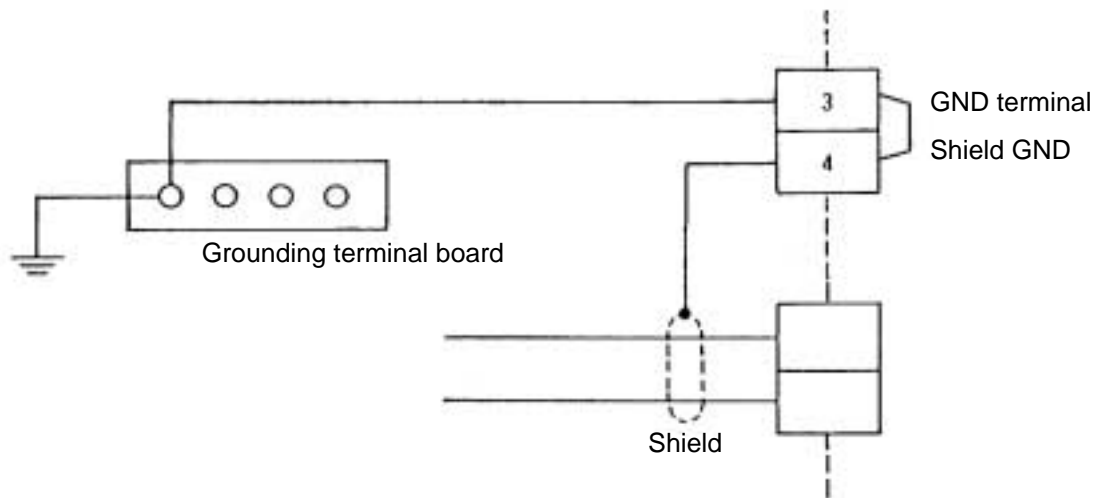 3
GND terminal
4
Shield GND
Grounding terminal board
Shield